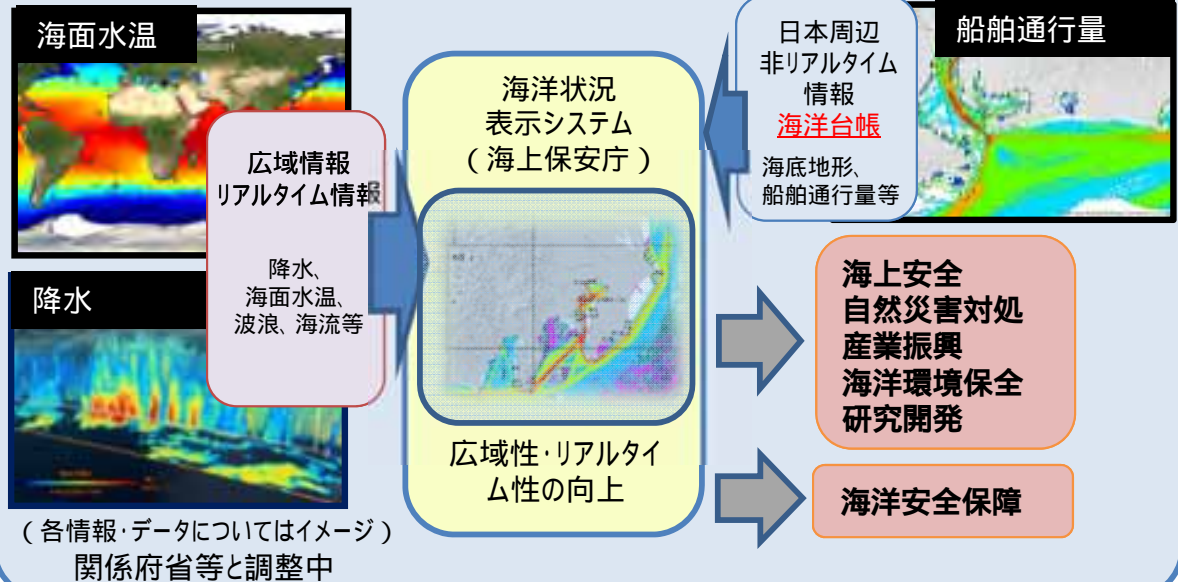 海面水温
広域情報
リアルタイム情報
報
降水、
海面水温、
波浪、海流等
降水
(各情報・データについてはイメージ)
関係府省等と調整中
海洋状況
表示システム
(海上保安庁)
広域性・リアルタイ
ム性の向上
日本周辺
非リアルタイム
情報
海洋台帳
海底地形、
船舶通行量等
船舶通行量
海上安全
自然災害対処
産業振興
海洋環境保全
研究開発
海洋安全保障